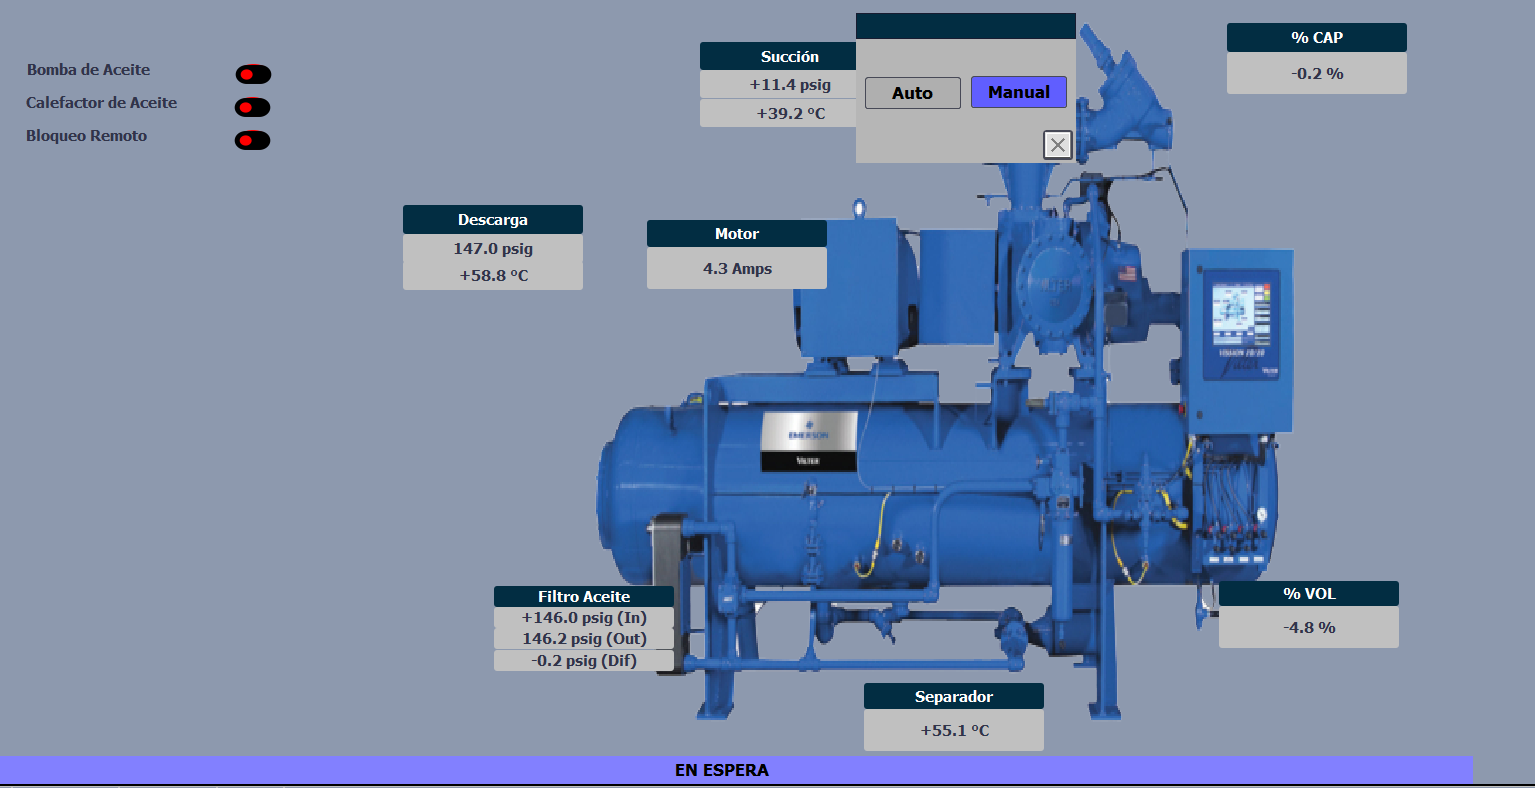 Bomba de Aceite
Calefactor de Aceite
Bloqueo Remoto
Succión
+11.4 psig
+39.2 °C
Auto
Manual
% CAP
-0.2 %
Descarga
147.0 psig
+58.8 °C
Motor
4.3 Amps
EMERSON
VILTER
Filtro Aceite
+146.0 psig (In)
146.2 psig (Out)
-0.2 psig (Dif)
% VOL
-4.8 %
Separador
+55.1 °C
EN ESPERA